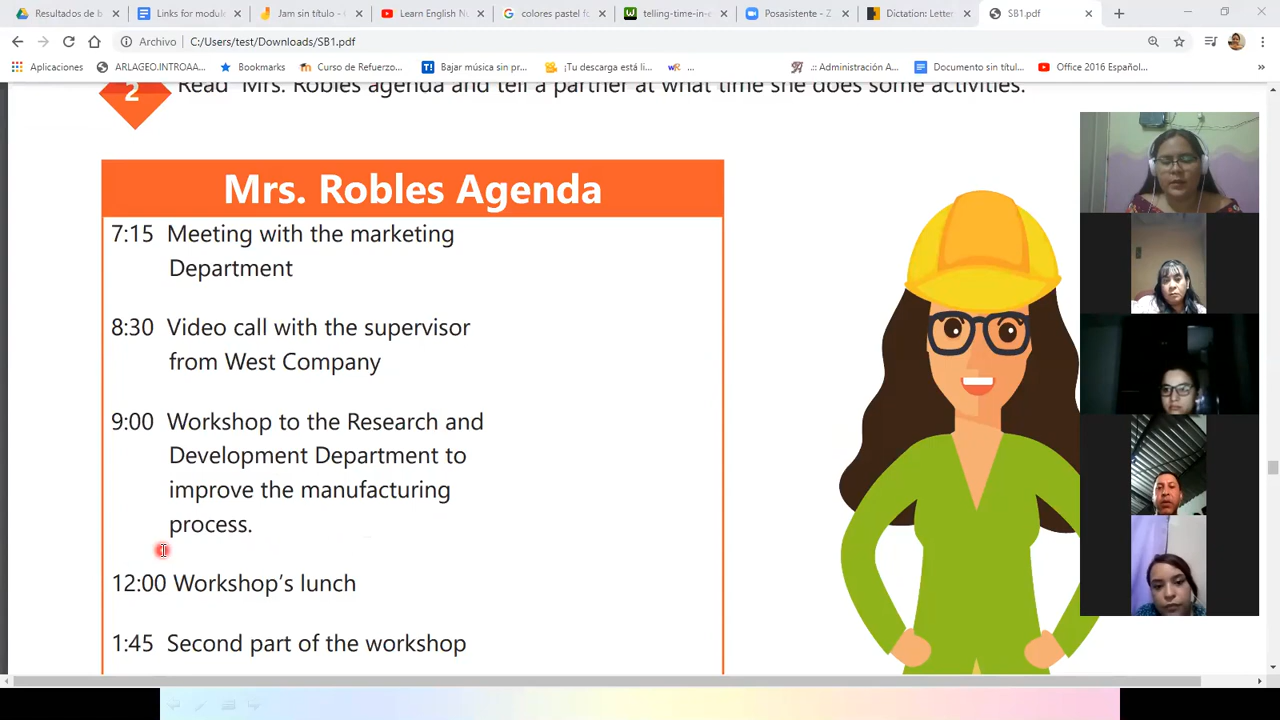 Resultados de b
Links for module
Jam sin título - (
Learn English Nu
colores pastel fo
telling-time-in-e
Posasistente - Z
Dictation: Letter
SB1.pdf
Archivo
C:/Users/test/Downloads/SB1.pdf
Aplicaciones
ARLAGEO.INTROAA...
Bookmarks
Curso de Refuerzo...
Bajar música sin pr...
¡Tu descarga está li...
.:: Administración A...
Documento sin títul...
Office 2016 Español...
2
Read Mrs. Robles agenda and tell a partner at what time she does some activities.
Mrs. Robles Agenda
7:15 Meeting with the marketing
Department
8:30 Video call with the supervisor
from West Company
9:00 Workshop to the Research and
Development Department to
improve the manufacturing
process.
12:00 Workshop's lunch
1:45 Second part of the workshop